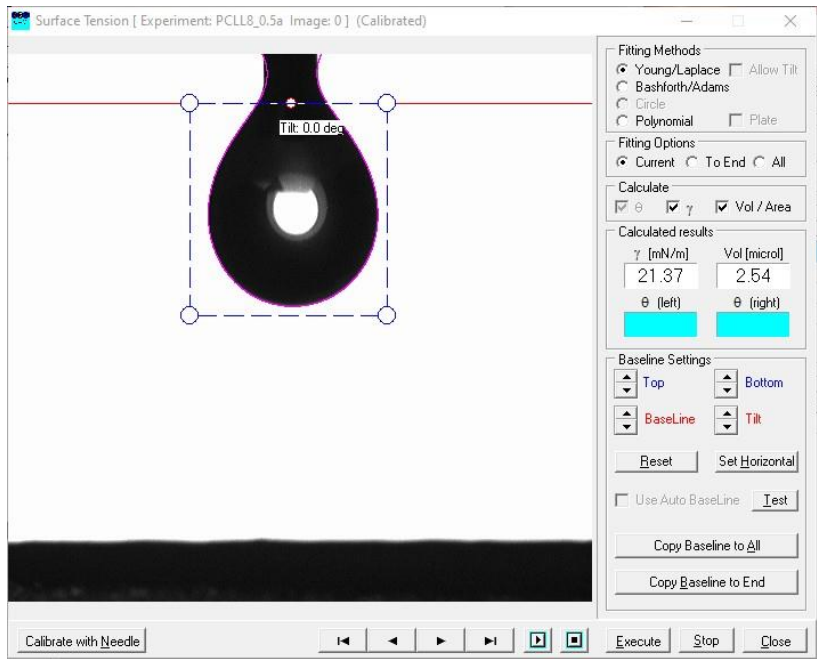 Surface Tension [ Experiment: PCLL8_0.5a Image: 0 ] (Calibrated)
Tilt: 0.0 deg
Fitting Methods
Young/Laplace Allow Tilt
Bashforth/Adams
Circle
Polynomial Plate
Fitting Options
Current To End All
Calculate
θ γ Vol / Area
Calculated results
γ [mN/m] Vol [microl]
21.37 2.54
θ (left) θ (right)
Baseline Settings
Top Bottom
BaseLine Tilt
Reset Set Horizontal
Use Auto BaseLine Test
Copy Baseline to All
Copy Baseline to End
Calibrate with Needle Execute Stop Close